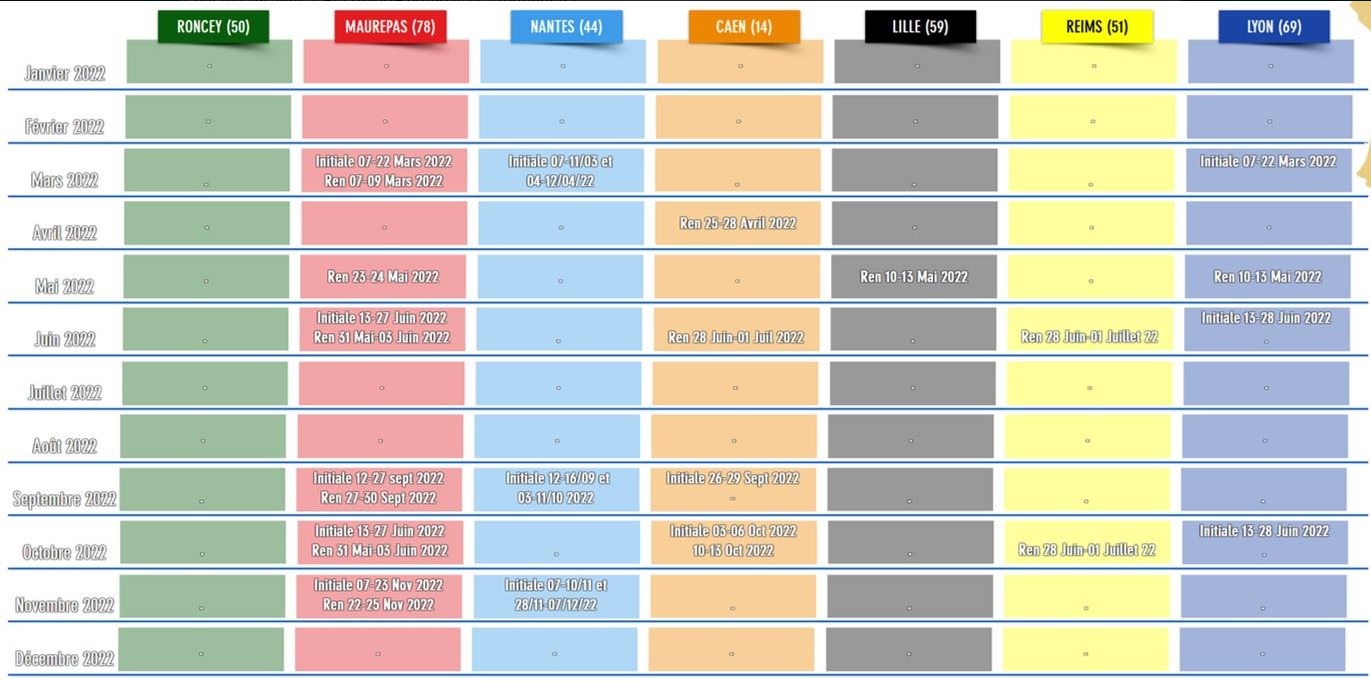 RONCEY (50) MAUREPAS (78) NANTES (44) CAEN (14) LILLE (59) REIMS (51) LYON (69)
Janvier 2022
Février 2022
Mars 2022
Initiale 07-22 Mars 2022
Ren 07-09 Mars 2022
Initiale 07-11/03 et
04-12/04/22
Initiale 07-22 Mars 2022
Avril 2022
Ren 25-28 Avril 2022
Mai 2022
Ren 23-24 Mai 2022
Ren 10-13 Mai 2022
Ren 10-13 Mai 2022
Juin 2022
Initiale 13-27 Juin 2022
Ren 31 Mai-03 Juin 2022
Ren 28 Juin-01 Juil 2022
Ren 28 Juin-01 Juillet 22
Initiale 13-28 Juin 2022
Juillet 2022
Août 2022
Septembre 2022
Initiale 12-27 sept 2022
Ren 27-30 Sept 2022
Initiale 12-16/09 et
03-11/10 2022
Initiale 26-29 Sept 2022
Octobre 2022
Initiale 13-27 Juin 2022
Ren 31 Mai-03 Juin 2022
Initiale 03-06 Oct 2022
10-13 Oct 2022
Ren 28 Juin-01 Juillet 22
Initiale 13-28 Juin 2022
Novembre 2022
Initiale 07-23 Nov 2022
Ren 22-25 Nov 2022
Initiale 07-10/11 et
28/11-07/12/22
Décembre 2022